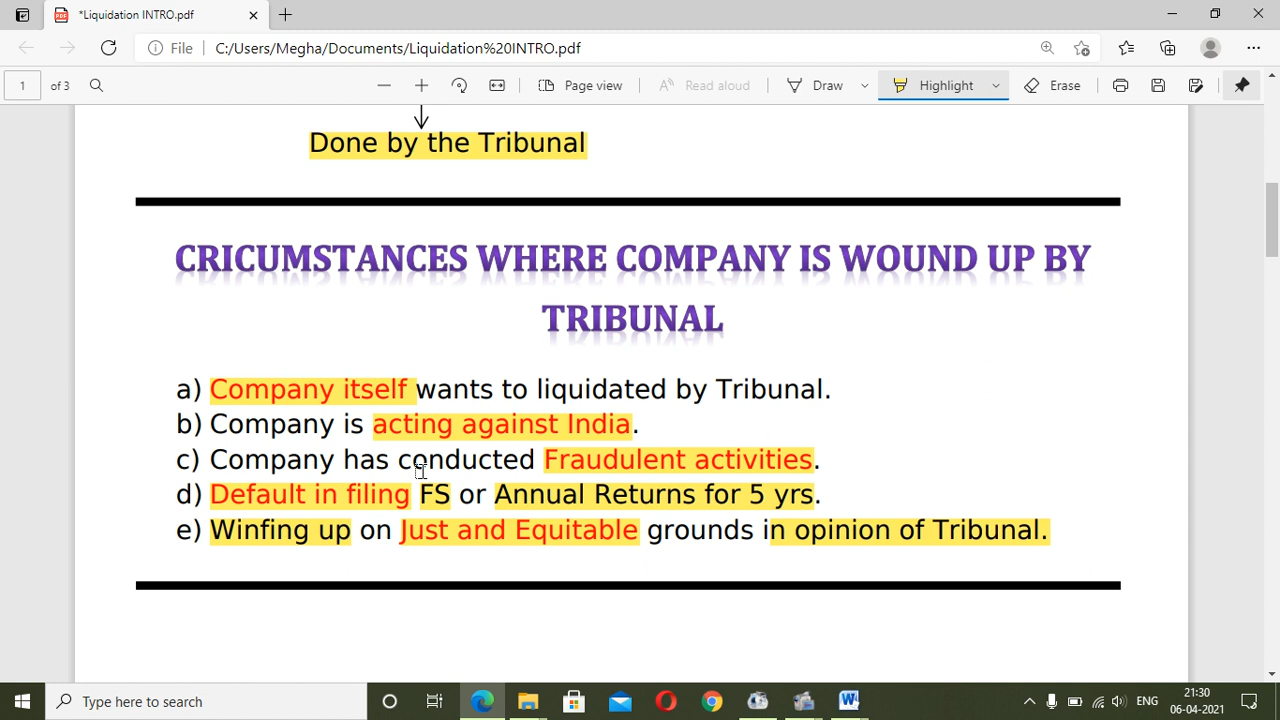 *Liquidation INTRO.pdf
File C:/Users/Megha/Documents/Liquidation%20INTRO.pdf
1 of 3 Page view Read aloud Draw Highlight Erase
Done by the Tribunal
CRICUMSTANCES WHERE COMPANY IS WOUND UP BY
TRIBUNAL
a) Company itself wants to liquidated by Tribunal.
b) Company is acting against India.
c) Company has conducted Fraudulent activities.
d) Default in filing FS or Annual Returns for 5 yrs.
e) Winfing up on Just and Equitable grounds in opinion of Tribunal.
Type here to search
ENG
21:30
06-04-2021